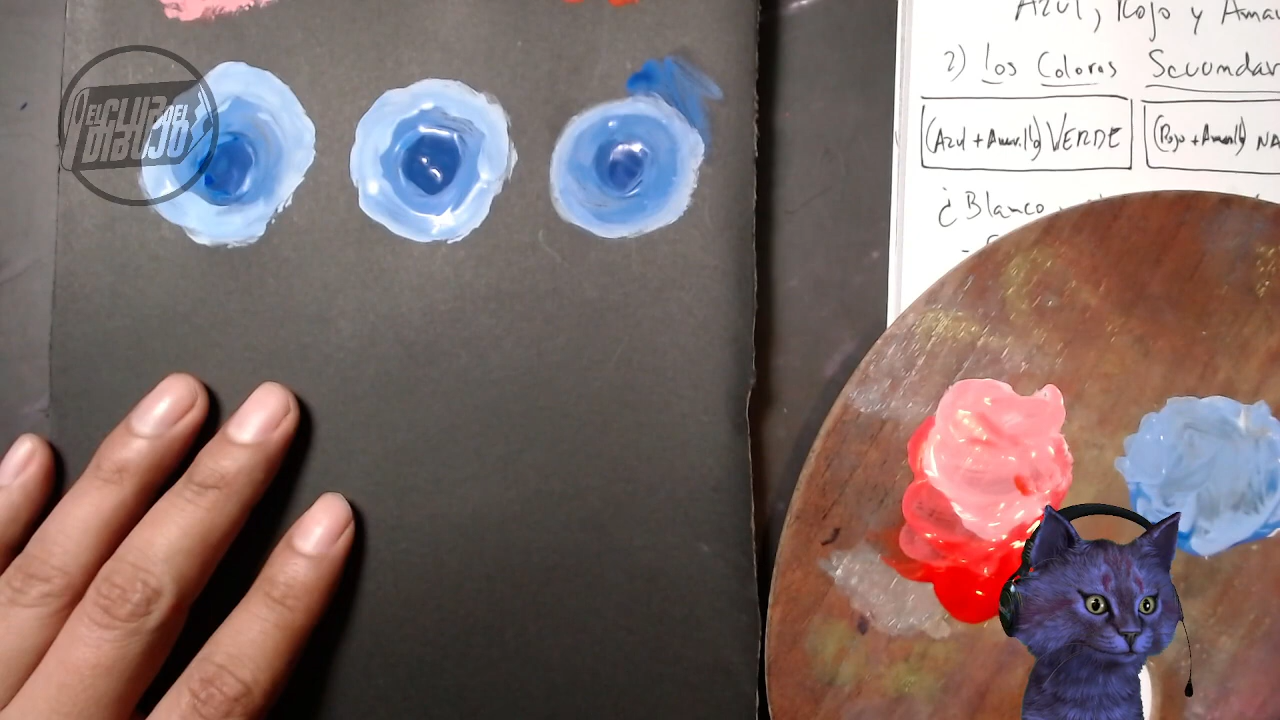 EL CLUB DEL
DIBUJO
Azul, Rojo y Ama
2) Los Colores Secundar
(Azul + Amarillo) VERDE
(Rojo + Amarillo) NA
¿Blanco